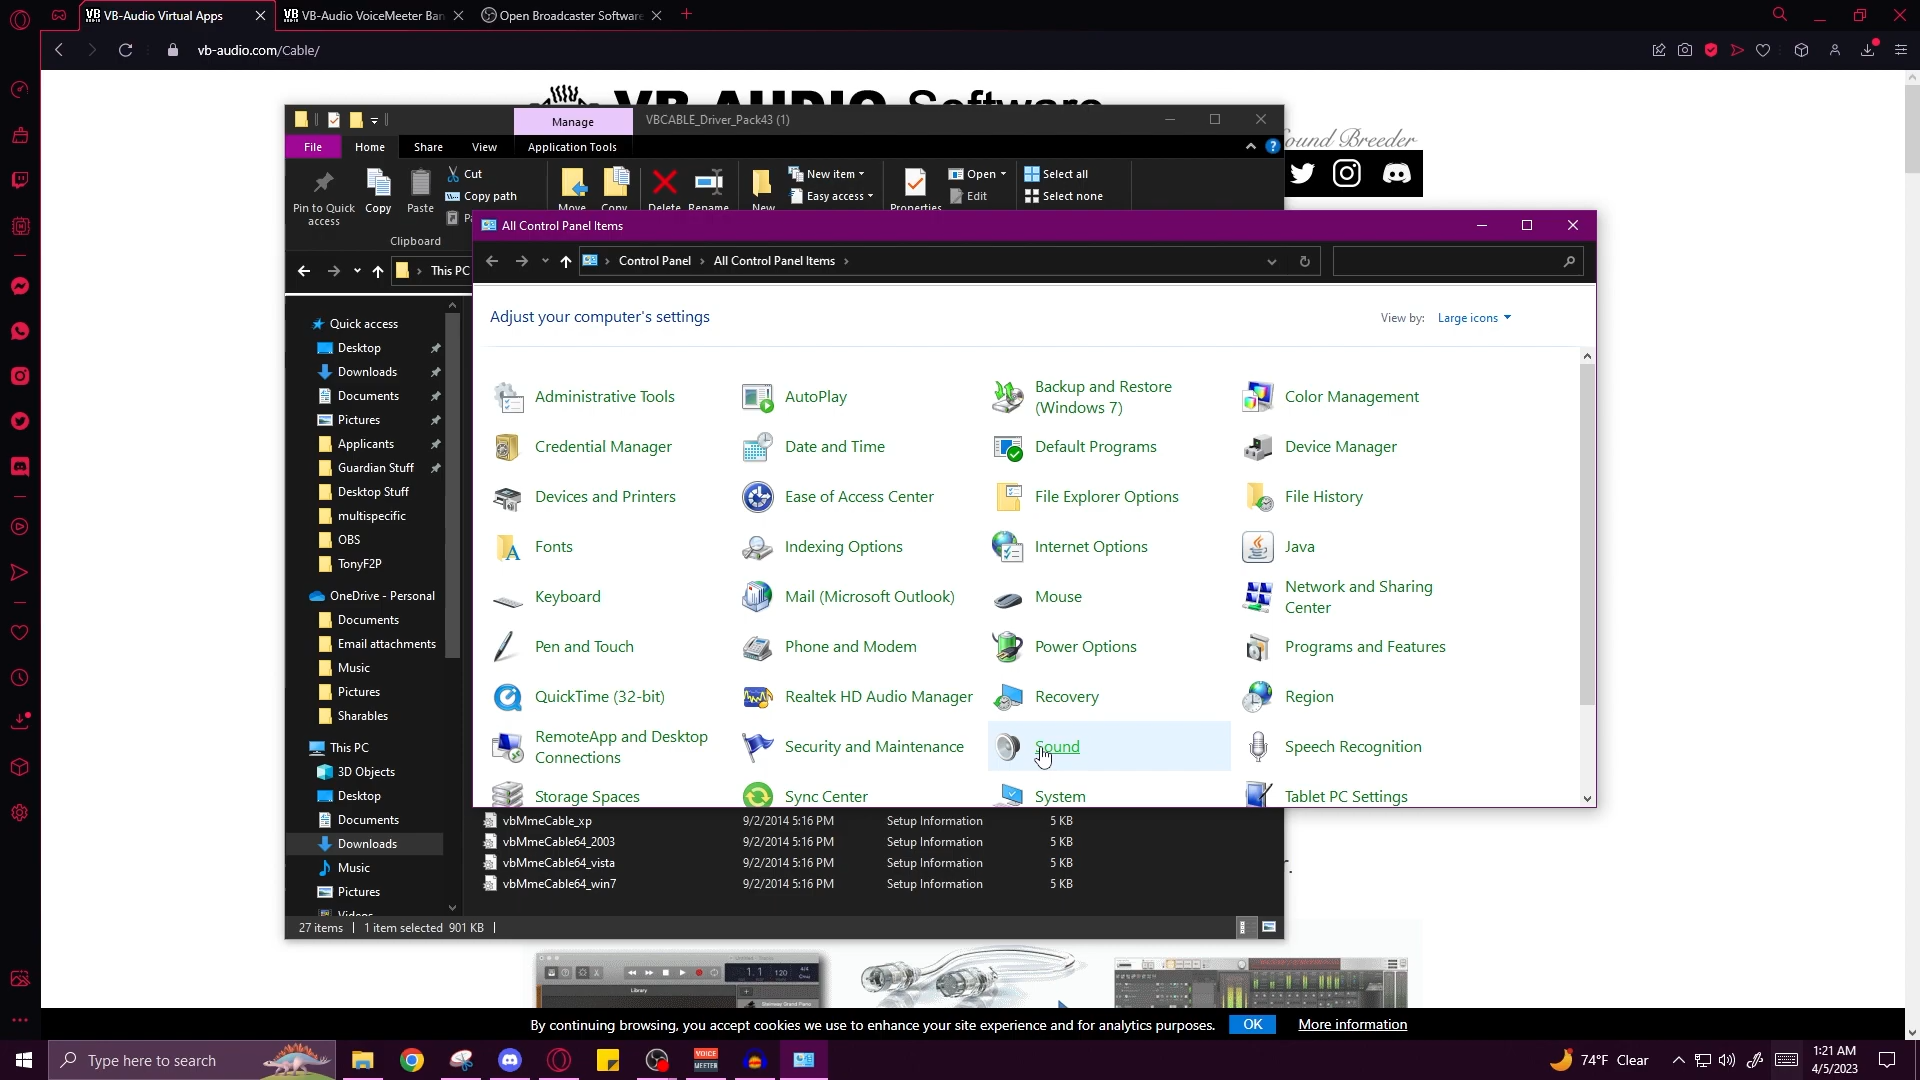 VB-Audio Virtual Apps
VB-Audio VoiceMeeter Ban
Open Broadcaster Software
vb-audio.com/Cable/
VB-AUDIO Software
Sound Breeder
Manage
VBCABLE_Driver_Pack43 (1)
File
Home
Share
View
Application Tools
Pin to Quick access
Copy
Paste
Cut
Copy path
Move
Copy
Delete
Rename
New
New item
Easy access
Properties
Open
Edit
Select all
Select none
Clipboard
This PC
All Control Panel Items
Control Panel
All Control Panel Items
Adjust your computer's settings
View by:
Large icons
Administrative Tools
AutoPlay
Backup and Restore (Windows 7)
Color Management
Credential Manager
Date and Time
Default Programs
Device Manager
Devices and Printers
Ease of Access Center
File Explorer Options
File History
Fonts
Indexing Options
Internet Options
Java
Keyboard
Mail (Microsoft Outlook)
Mouse
Network and Sharing Center
Pen and Touch
Phone and Modem
Power Options
Programs and Features
QuickTime (32-bit)
Realtek HD Audio Manager
Recovery
Region
RemoteApp and Desktop Connections
Security and Maintenance
Sound
Speech Recognition
Storage Spaces
Sync Center
System
Tablet PC Settings
Quick access
Desktop
Downloads
Documents
Pictures
Applicants
Guardian Stuff
Desktop Stuff
multispecific
OBS
TonyF2P
OneDrive - Personal
Documents
Email attachments
Music
Pictures
Sharables
This PC
3D Objects
Desktop
Documents
Downloads
Music
Pictures
Videos
vbMmeCable_xp 9/2/2014 5:16 PM Setup Information 5 KB
vbMmeCable64_2003 9/2/2014 5:16 PM Setup Information 5 KB
vbMmeCable64_vista 9/2/2014 5:16 PM Setup Information 5 KB
vbMmeCable64_win7 9/2/2014 5:16 PM Setup Information 5 KB
27 items
1 item selected 901 KB
Library
1.1
120
4/4
By continuing browsing, you accept cookies we use to enhance your site experience and for analytics purposes.
OK
More information
Type here to search
VOICE MEETER
74°F Clear
1:21 AM
4/5/2023